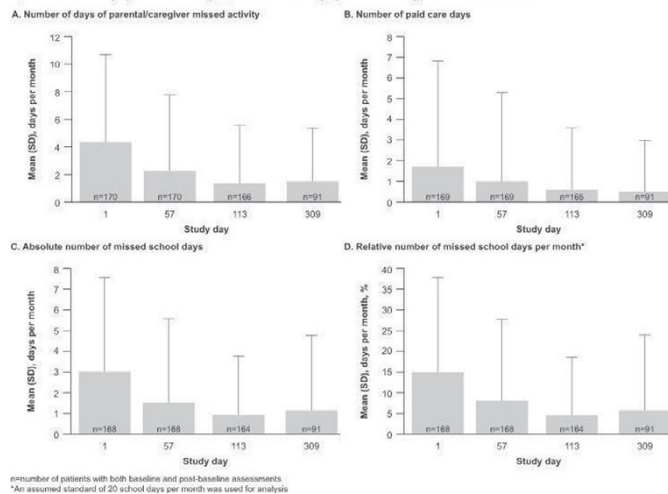 A. Number of days of parental/caregiver missed activity
B. Number of paid care days
Mean (SD), days per month
12
10
8
6
4
2
0
n=170
n=170
n=166
n=91
1
57
113
309
Study day
Mean (SD), days per month
8
7
6
5
4
3
2
1
0
n=169
n=169
n=165
n=91
1
57
113
309
Study day
C. Absolute number of missed school days
D. Relative number of missed school days per month*
Mean (SD), days per month
8
7
6
5
4
3
2
1
0
n=168
n=168
n=164
n=91
1
57
113
309
Study day
Mean (SD), days per month, %
40
35
30
25
20
15
10
5
0
n=168
n=168
n=164
n=91
1
57
113
309
Study day
n=number of patients with both baseline and post-baseline assessments
*An assumed standard of 20 school days per month was used for analysis